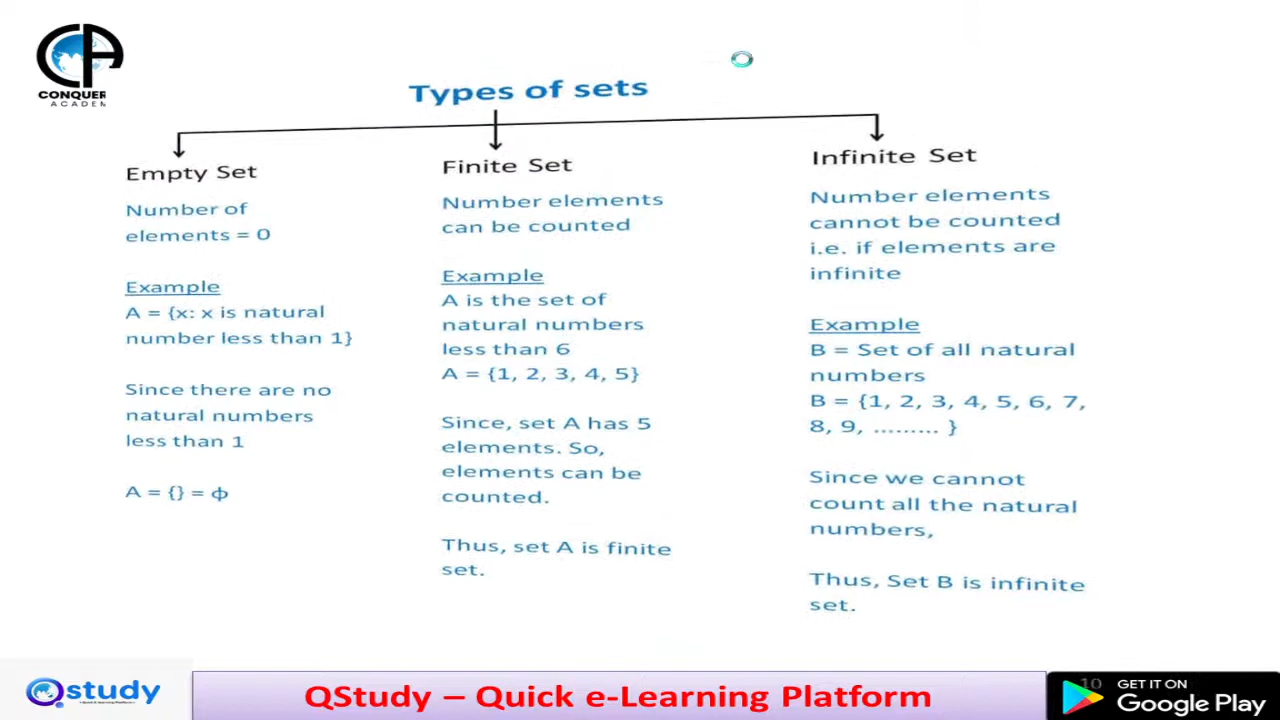 CONQUER
ACADEM
Types of sets
Empty Set
Number of
elements = 0
Example
A = {x: x is natural
number less than 1}
Since there are no
natural numbers
less than 1
A = {} = ф
Finite Set
Number elements
can be counted
Example
A is the set of
natural numbers
less than 6
A = {1, 2, 3, 4, 5}
Since, set A has 5
elements. So,
elements can be
counted.
Thus, set A is finite
set.
Infinite Set
Number elements
cannot be counted
i.e. if elements are
infinite
Example
B = Set of all natural
numbers
B = {1, 2, 3, 4, 5, 6, 7,
8, 9, ......... }
Since we cannot
count all the natural
numbers,
Thus, Set B is infinite
set.
Qstudy
QStudy – Quick e-Learning Platform
10
GET IT ON
Google Play